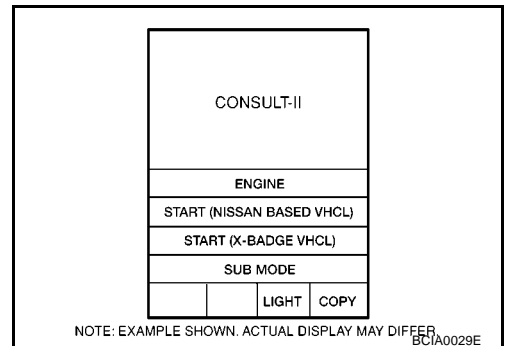 CONSULT-II
ENGINE
START (NISSAN BASED VHCL)
START (X-BADGE VHCL)
SUB MODE
LIGHT COPY
NOTE: EXAMPLE SHOWN. ACTUAL DISPLAY MAY DIFFER.
BCIA0029E